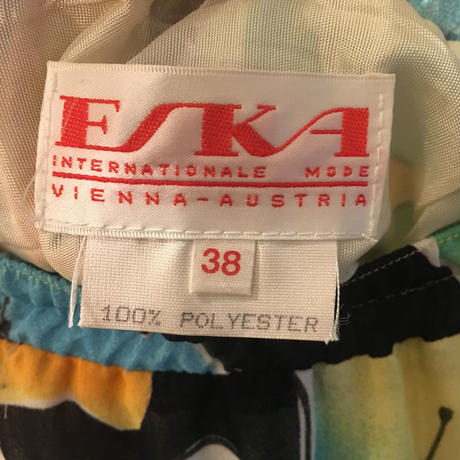 ESKA
INTERNATIONALE MODE
VIENNA-AUSTRIA
38
100% POLYESTER